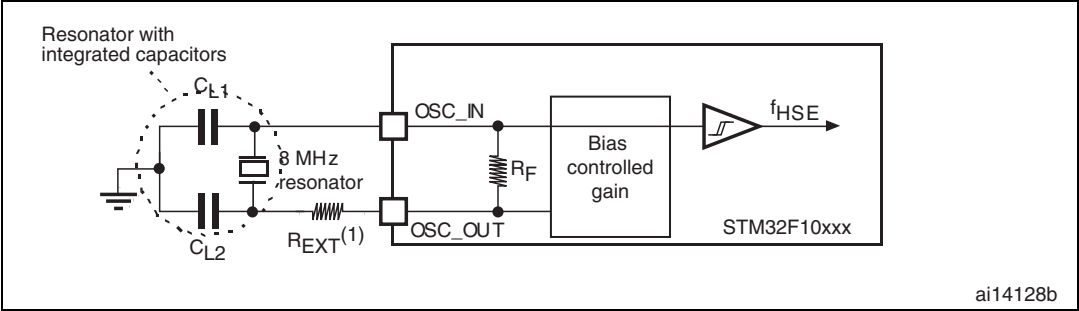 Resonator with
integrated capacitors
CL1
OSC_IN
fHSE
8 MHz
resonator
RF
Bias
controlled
gain
OSC_OUT
STM32F10xxx
REXT(1)
CL2
ai14128b